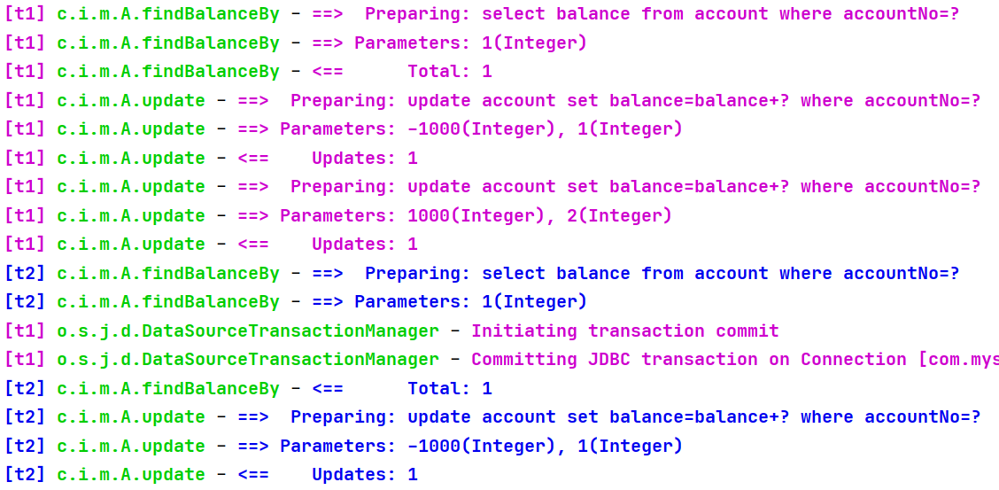 [t1] c.i.m.A.findBalanceBy - ==>  Preparing: select balance from account where accountNo=?
[t1] c.i.m.A.findBalanceBy - ==> Parameters: 1(Integer)
[t1] c.i.m.A.findBalanceBy - <==      Total: 1
[t1] c.i.m.A.update - ==>  Preparing: update account set balance=balance+? where accountNo=?
[t1] c.i.m.A.update - ==> Parameters: -1000(Integer), 1(Integer)
[t1] c.i.m.A.update - <==    Updates: 1
[t1] c.i.m.A.update - ==>  Preparing: update account set balance=balance+? where accountNo=?
[t1] c.i.m.A.update - ==> Parameters: 1000(Integer), 2(Integer)
[t1] c.i.m.A.update - <==    Updates: 1
[t2] c.i.m.A.findBalanceBy - ==>  Preparing: select balance from account where accountNo=?
[t2] c.i.m.A.findBalanceBy - ==> Parameters: 1(Integer)
[t1] o.s.j.d.DataSourceTransactionManager - Initiating transaction commit
[t1] o.s.j.d.DataSourceTransactionManager - Committing JDBC transaction on Connection [com.mys
[t2] c.i.m.A.findBalanceBy - <==      Total: 1
[t2] c.i.m.A.update - ==>  Preparing: update account set balance=balance+? where accountNo=?
[t2] c.i.m.A.update - ==> Parameters: -1000(Integer), 1(Integer)
[t2] c.i.m.A.update - <==    Updates: 1